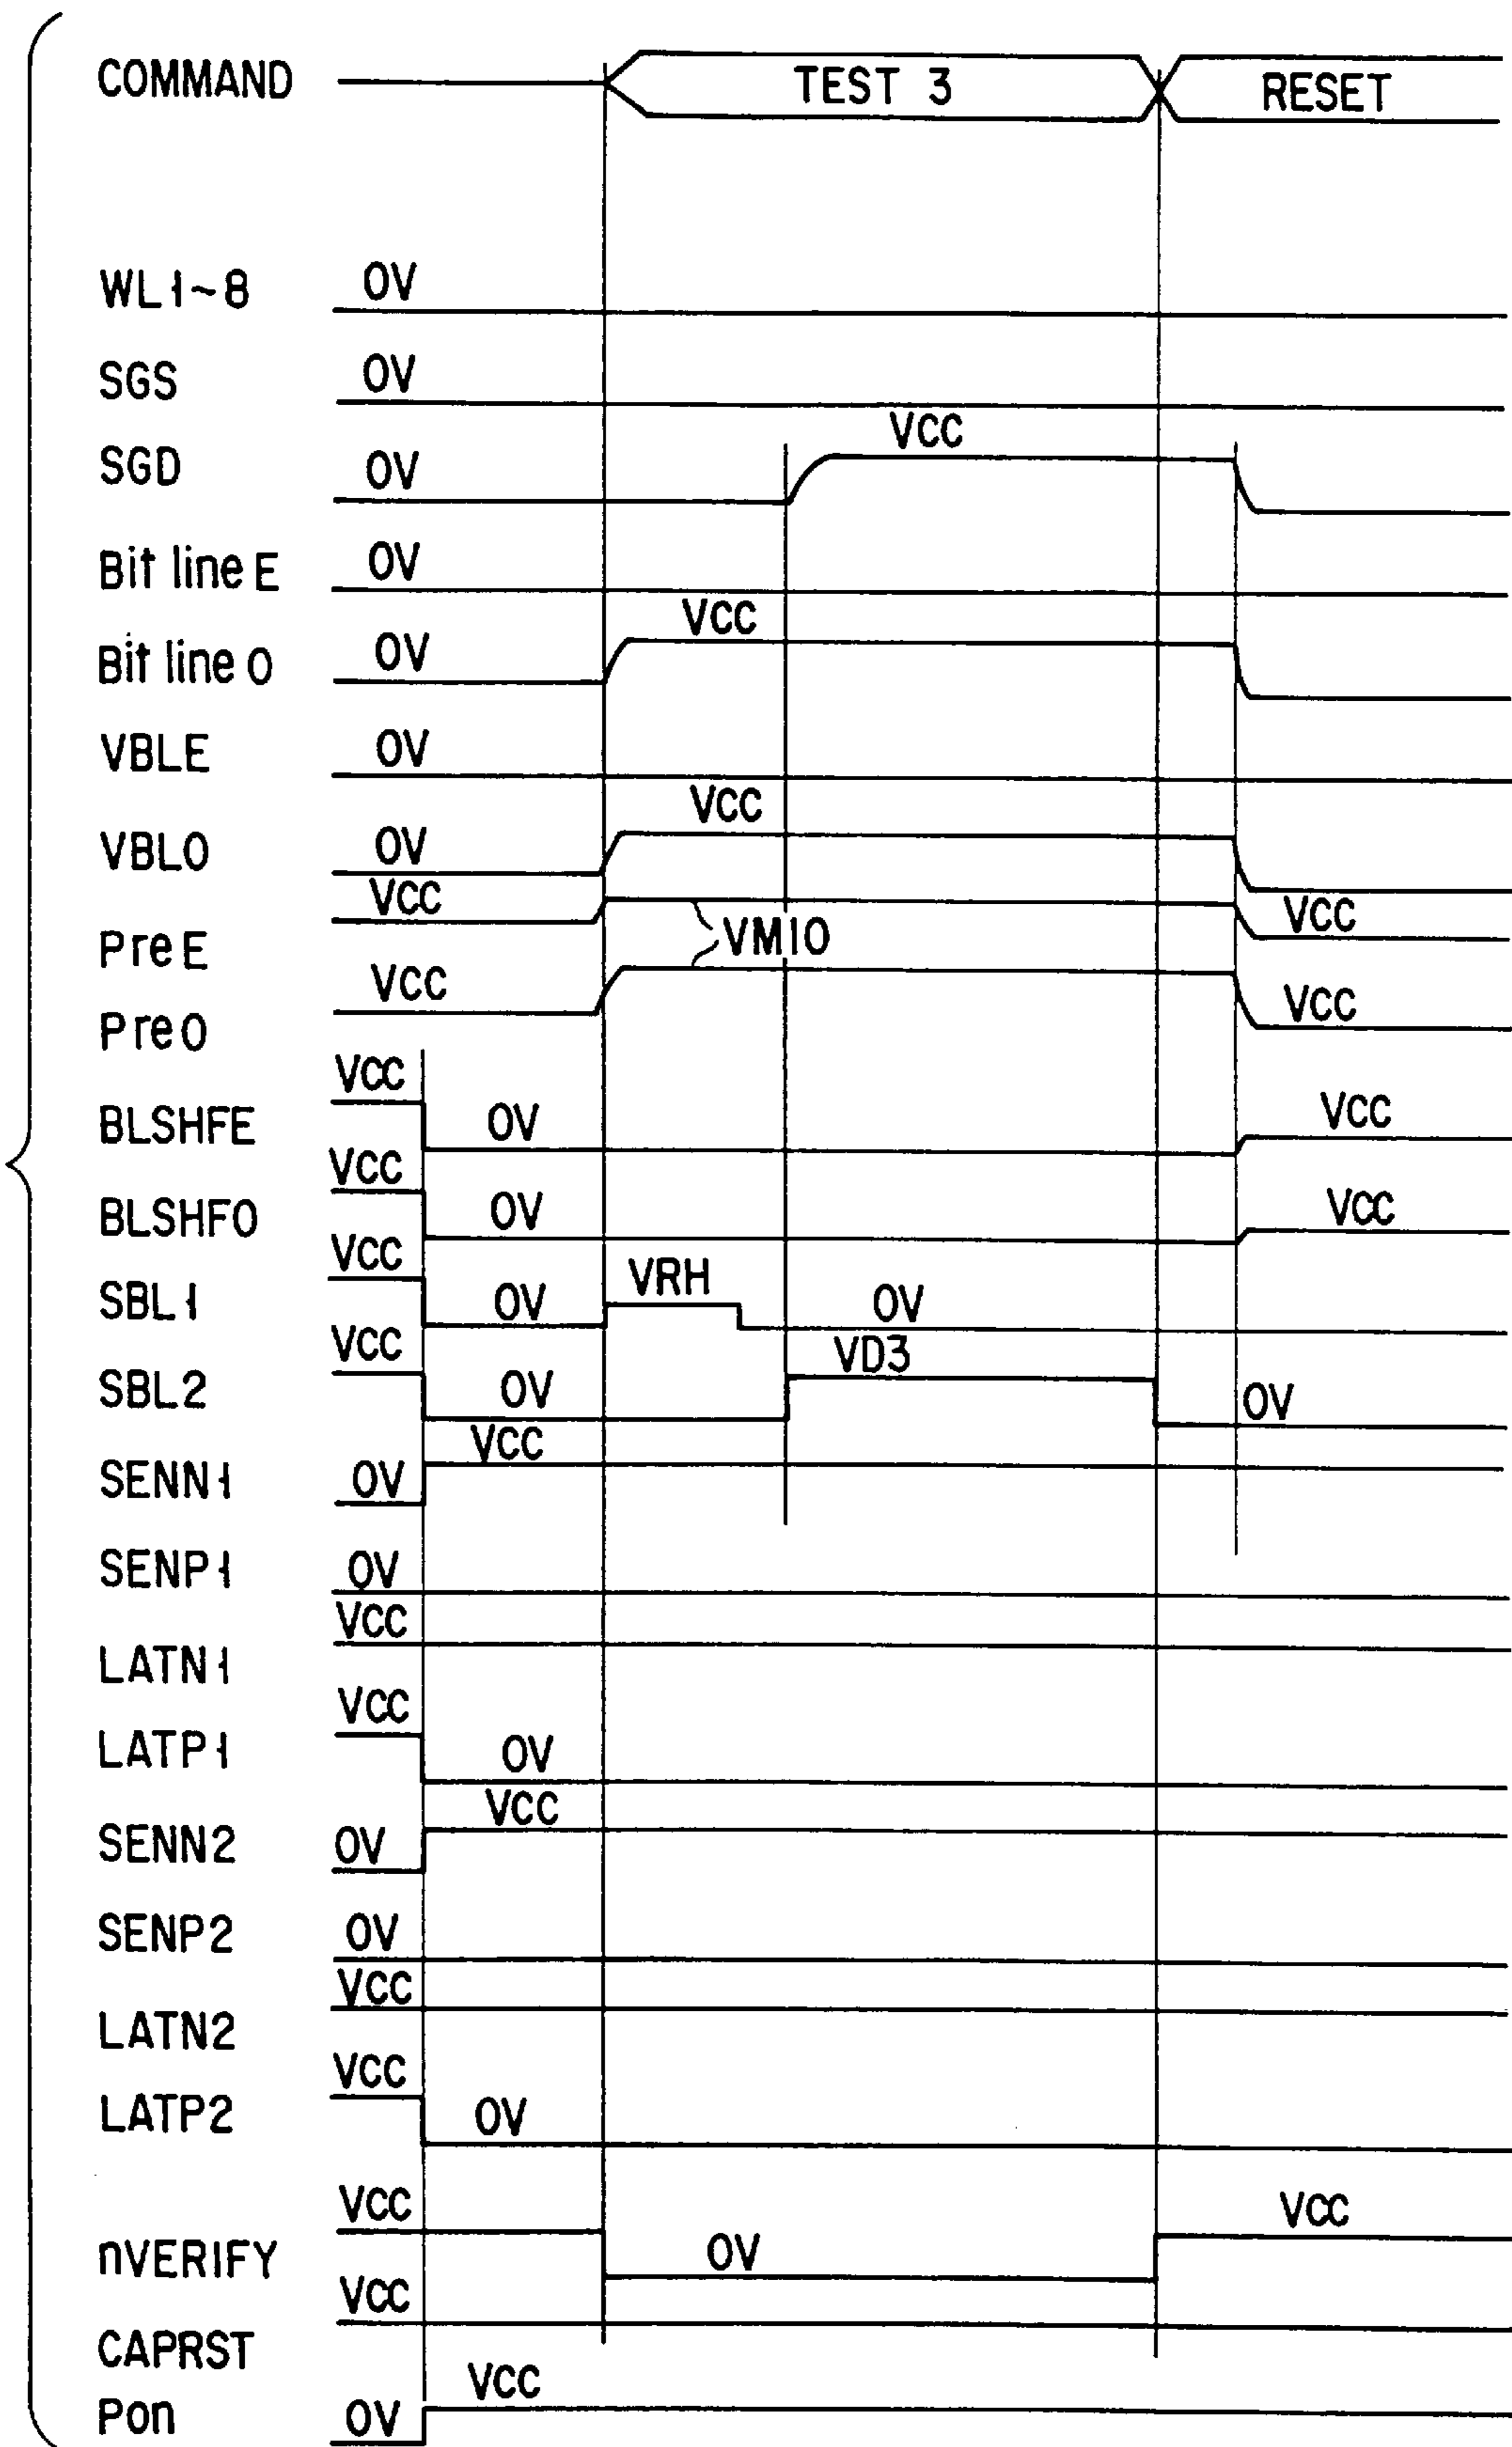 COMMAND TEST 3 RESET
WL1~8 0V
SGS 0V
SGD 0V VCC
Bit line E 0V
Bit line O 0V VCC
VBLE 0V
VBLO 0V VCC
Pre E VCC VM10 VCC
Pre O VCC VCC
BLSHFE VCC 0V VCC
BLSHFO VCC 0V VCC
SBL1 VCC 0V VRH 0V
SBL2 VCC 0V VD3 0V
SENN1 0V VCC
SENP1 0V
LATN1 VCC
LATP1 VCC 0V
SENN2 0V VCC
SENP2 0V
LATN2 VCC
LATP2 VCC 0V
nVERIFY VCC 0V VCC
CAPRST VCC
Pon 0V VCC